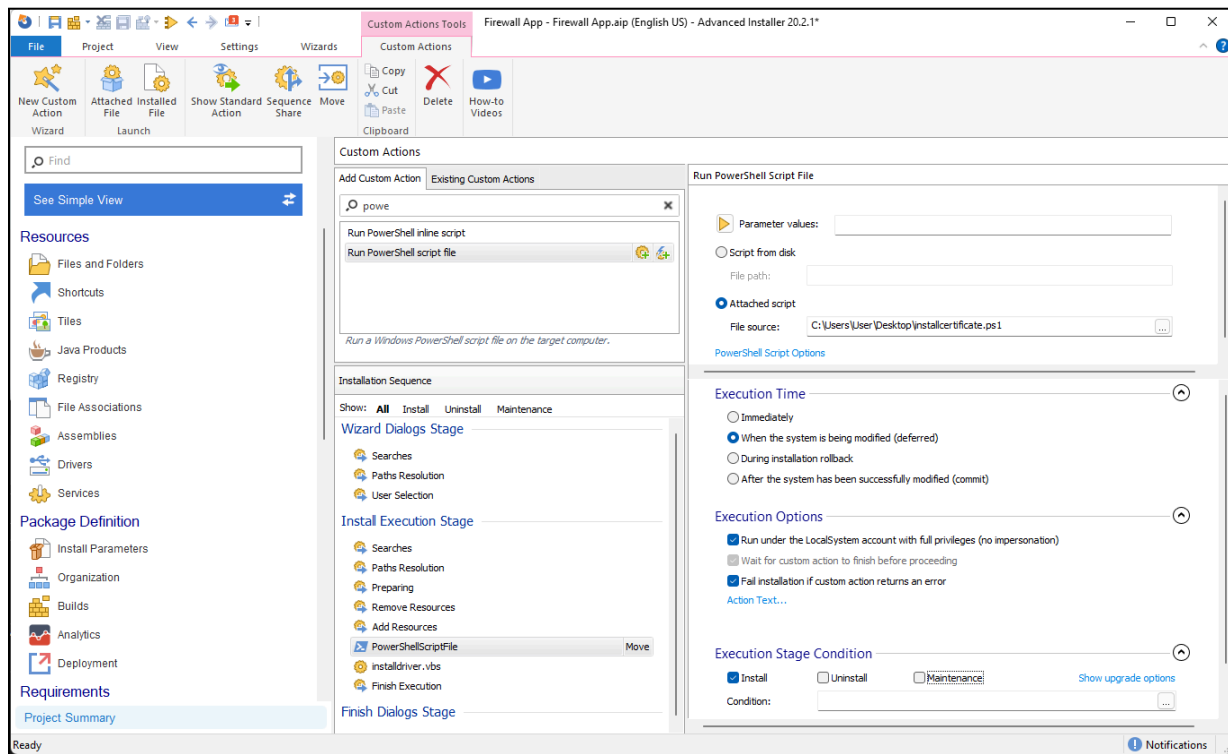 Custom Actions Tools
Firewall App - Firewall App.aip (English US) - Advanced Installer 20.2.1*
File
Project
View
Settings
Wizards
Custom Actions
New Custom Action
Attached File
Installed File
Show Standard Action
Sequence Share
Move
Copy
Cut
Paste
Delete
How-to Videos
Wizard
Launch
Clipboard
Find
See Simple View
Resources
Files and Folders
Shortcuts
Tiles
Java Products
Registry
File Associations
Assemblies
Drivers
Services
Package Definition
Install Parameters
Organization
Builds
Analytics
Deployment
Requirements
Project Summary
Custom Actions
Add Custom Action
Existing Custom Actions
powe
Run PowerShell inline script
Run PowerShell script file
Run a Windows PowerShell script file on the target computer.
Installation Sequence
Show: All Install Uninstall Maintenance
Wizard Dialogs Stage
Searches
Paths Resolution
User Selection
Install Execution Stage
Searches
Paths Resolution
Preparing
Remove Resources
Add Resources
PowerShellScriptFile Move
installdriver.vbs
Finish Execution
Finish Dialogs Stage
Run PowerShell Script File
Parameter values:
Script from disk
File path:
Attached script
File source: C:\Users\User\Desktop\installcertificate.ps1 ...
PowerShell Script Options
Execution Time
Immediately
When the system is being modified (deferred)
During installation rollback
After the system has been successfully modified (commit)
Execution Options
Run under the LocalSystem account with full privileges (no impersonation)
Wait for custom action to finish before proceeding
Fail installation if custom action returns an error
Action Text...
Execution Stage Condition
Install Uninstall Maintenance Show upgrade options
Condition: ...
Ready
Notifications